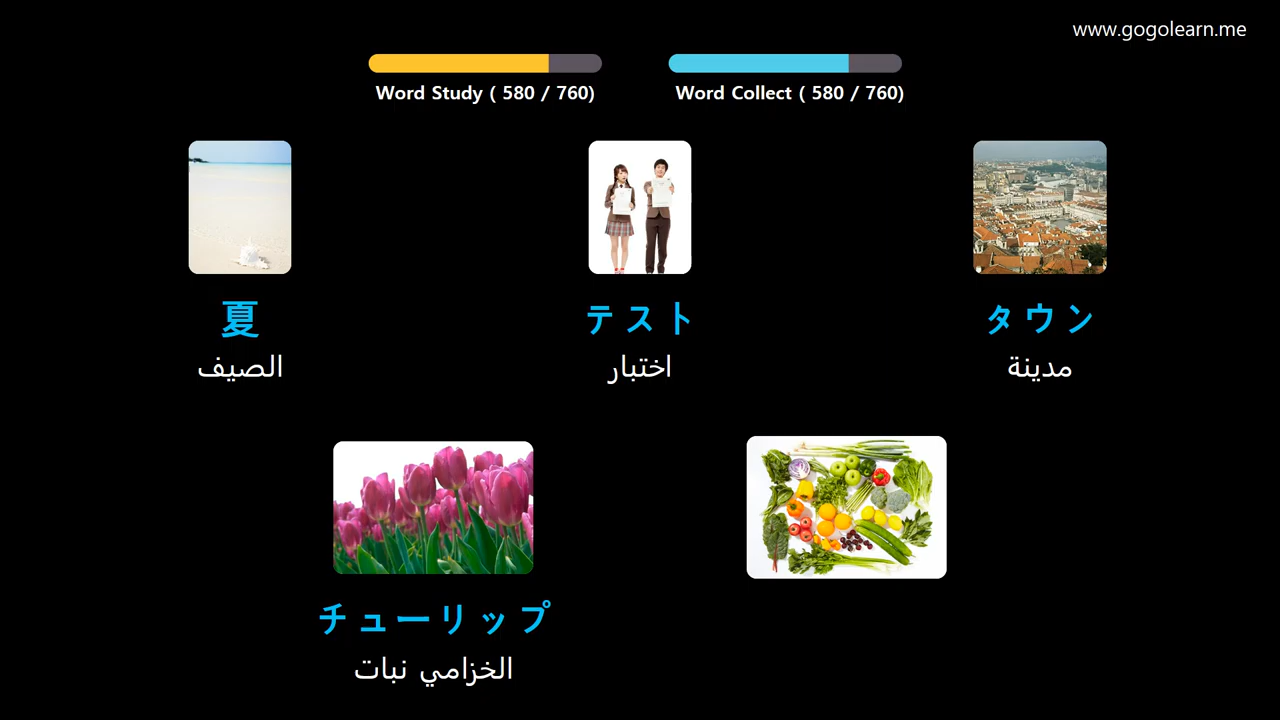 www.gogolearn.me
Word Study ( 580 / 760)
Word Collect ( 580 / 760)
夏
الصيف
テスト
اختبار
タウン
مدينة
チューリップ
الخزامي نبات